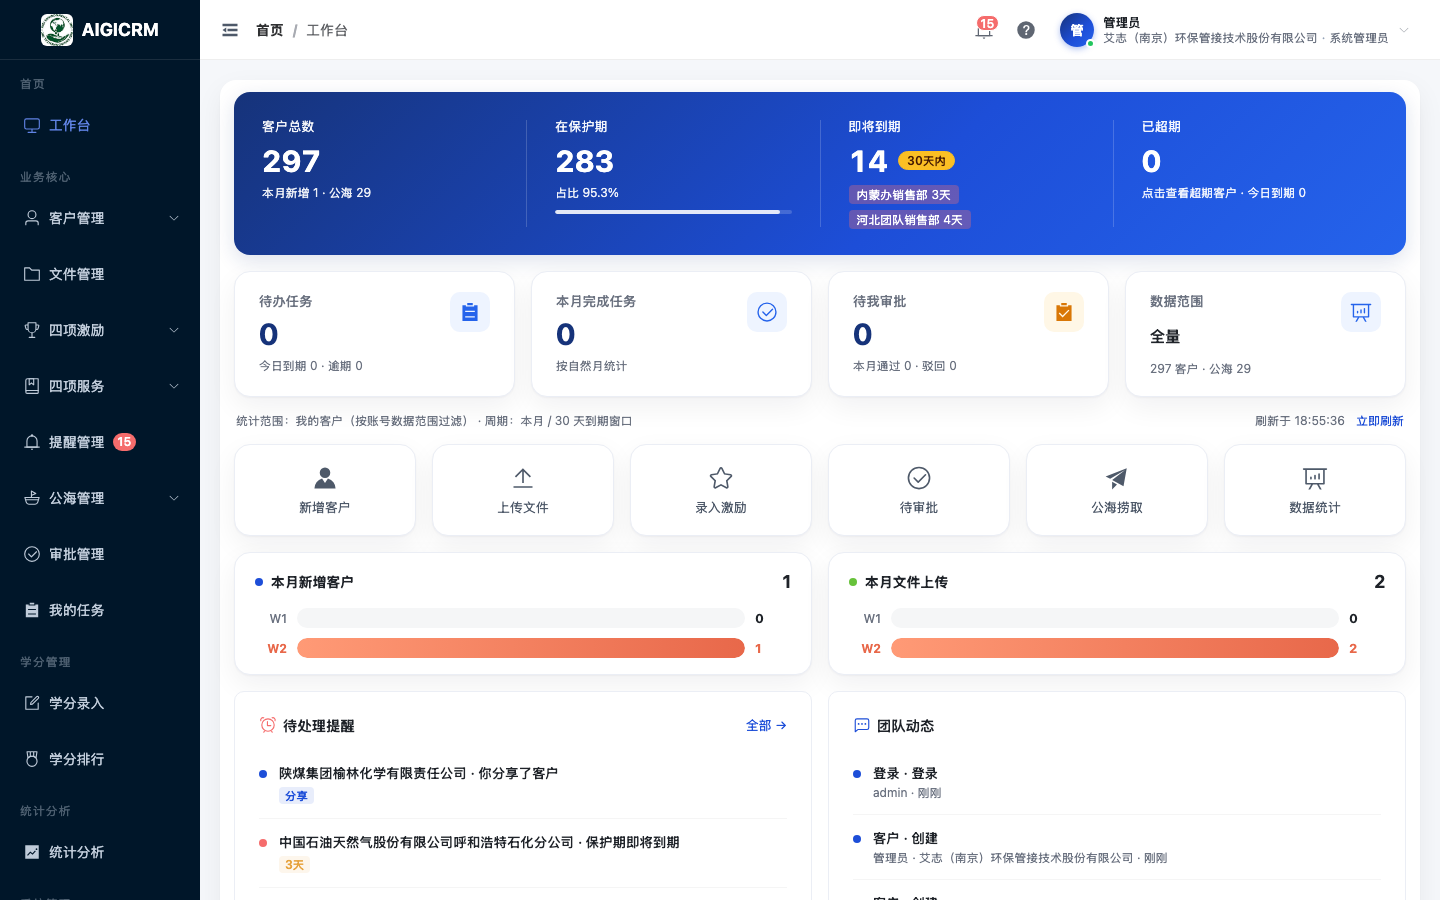 AIGICRM
首页
工作台
业务核心
客户管理
文件管理
四项激励
四项服务
提醒管理 15
公海管理
审批管理
我的任务
学分管理
学分录入
学分排行
统计分析
统计分析
首页 / 工作台
15
管
管理员
艾志（南京）环保管接技术股份有限公司 · 系统管理员
客户总数
297
本月新增 1 · 公海 29
在保护期
283
占比 95.3%
即将到期
14 30天内
内蒙办销售部 3天
河北团队销售部 4天
已超期
0
点击查看超期客户 · 今日到期 0
待办任务
0
今日到期 0 · 逾期 0
本月完成任务
0
按自然月统计
待我审批
0
本月通过 0 · 驳回 0
数据范围
全量
297 客户 · 公海 29
统计范围：我的客户（按账号数据范围过滤） · 周期：本月 / 30 天到期窗口
刷新于 18:55:36 立即刷新
新增客户
上传文件
录入激励
待审批
公海捞取
数据统计
本月新增客户 1
W1 0
W2 1
本月文件上传 2
W1 0
W2 2
待处理提醒 全部 →
陕煤集团榆林化学有限责任公司 · 你分享了客户
分享
中国石油天然气股份有限公司呼和浩特石化分公司 · 保护期即将到期
3天
团队动态
登录 · 登录
admin · 刚刚
客户 · 创建
管理员 · 艾志（南京）环保管接技术股份有限公司 · 刚刚